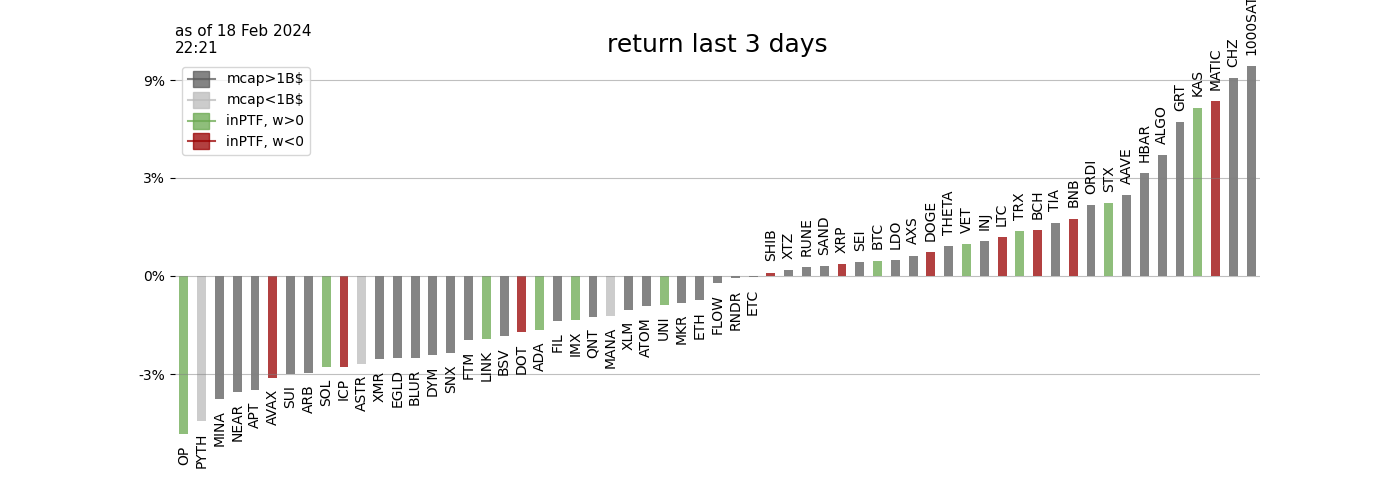 as of 18 Feb 2024
22:21
return last 3 days
mcap>1B$
mcap<1B$
inPTF, w>0
inPTF, w<0
9%
3%
0%
-3%
OP
PYTH
MINA
NEAR
APT
AVAX
SUI
ARB
SOL
ICP
ASTR
XMR
EGLD
BLUR
DYM
SNX
FTM
LINK
BSV
DOT
ADA
FIL
IMX
QNT
MANA
XLM
ATOM
UNI
MKR
ETH
FLOW
RNDR
ETC
SHIB
XTZ
RUNE
SAND
XRP
SEI
BTC
LDO
AXS
DOGE
THETA
VET
INJ
LTC
TRX
BCH
TIA
BNB
ORDI
STX
AAVE
HBAR
ALGO
GRT
KAS
MATIC
CHZ
1000SAT